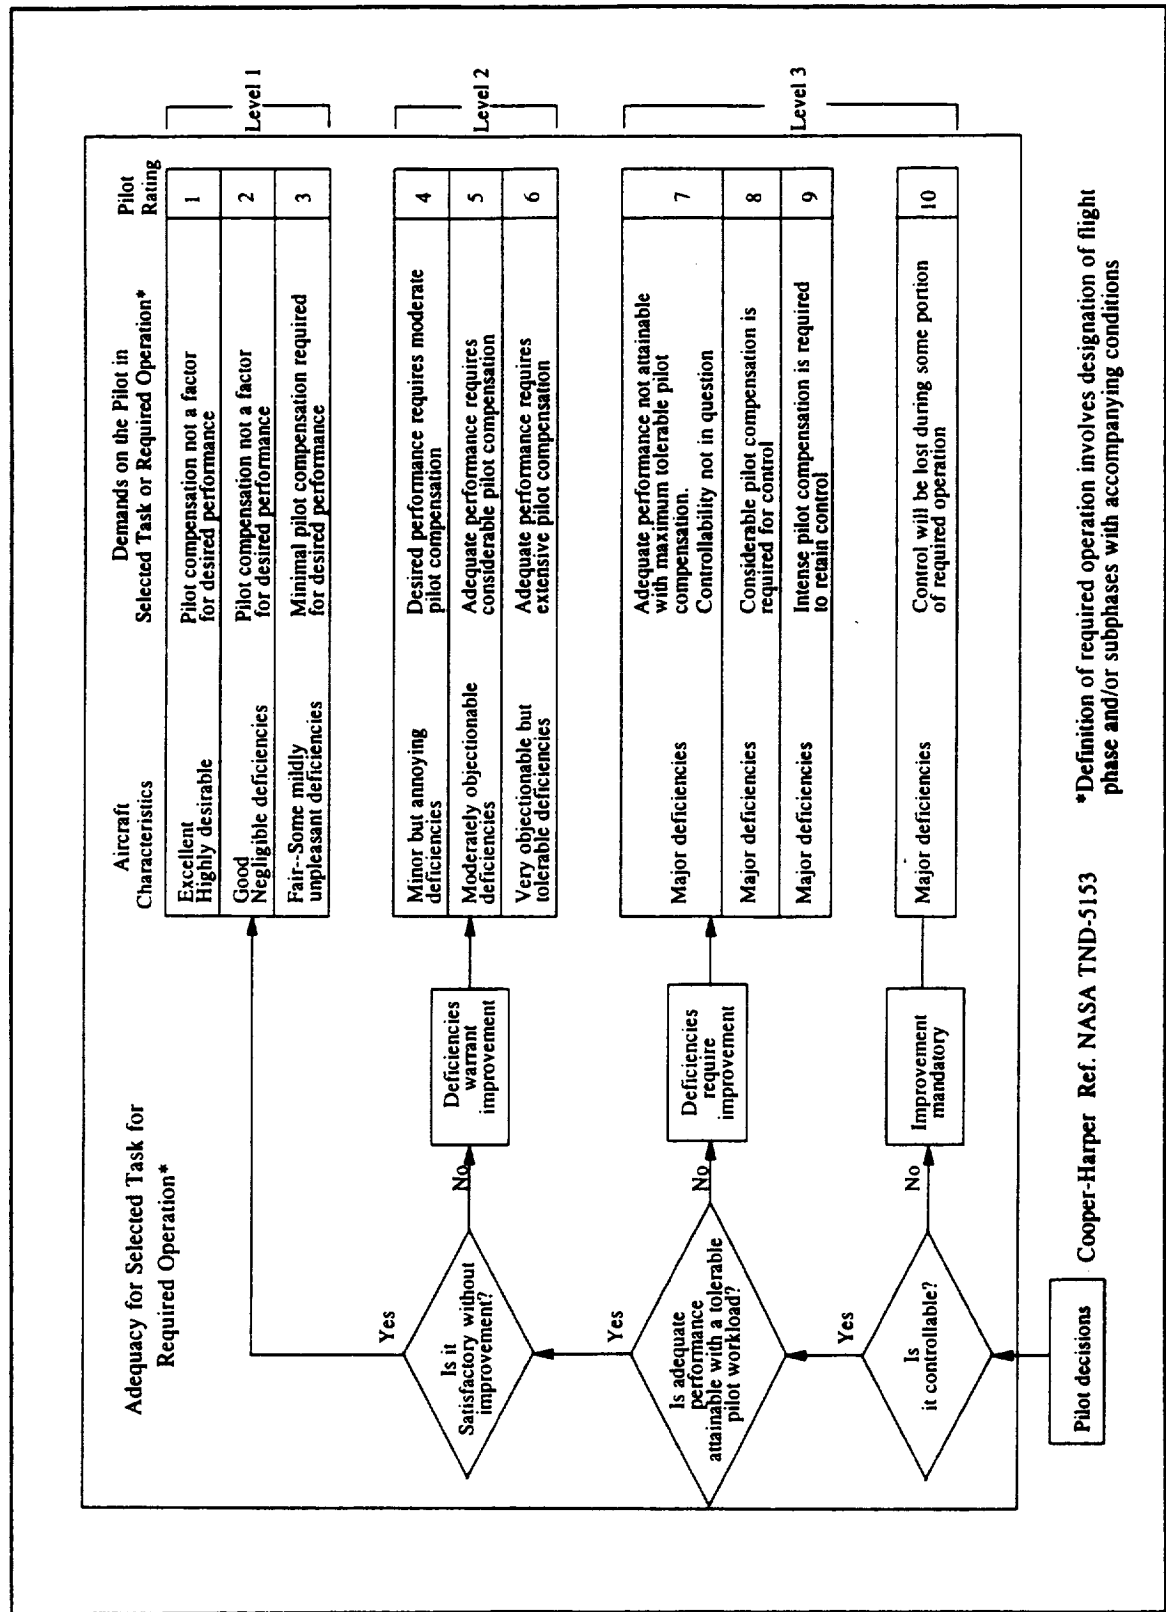 Adequacy for Selected Task for
Required Operation*
Aircraft
Characteristics
Demands on the Pilot in
Selected Task or Required Operation*
Pilot
Rating
Excellent
Highly desirable
Pilot compensation not a factor
for desired performance
1
Good
Negligible deficiencies
Pilot compensation not a factor
for desired performance
2
Fair--Some mildly
unpleasant deficiencies
Minimal pilot compensation required
for desired performance
3
Level 1
Yes
Is it
Satisfactory without
improvement?
No
Deficiencies
warrant
improvement
Minor but annoying
deficiencies
Desired performance requires moderate
pilot compensation
4
Moderately objectionable
deficiencies
Adequate performance requires
considerable pilot compensation
5
Very objectionable but
tolerable deficiencies
Adequate performance requires
extensive pilot compensation
6
Level 2
Yes
Is adequate
performance
attainable with a tolerable
pilot workload?
No
Deficiencies
require
improvement
Major deficiencies
Adequate performance not attainable
with maximum tolerable pilot
compensation.
Controllability not in question
7
Major deficiencies
Considerable pilot compensation is
required for control
8
Major deficiencies
Intense pilot compensation is required
to retain control
9
Level 3
Yes
Is
it controllable?
No
Improvement
mandatory
Major deficiencies
Control will be lost during some portion
of required operation
10
Pilot decisions
Cooper-Harper Ref. NASA TND-5153
*Definition of required operation involves designation of flight
phase and/or subphases with accompanying conditions